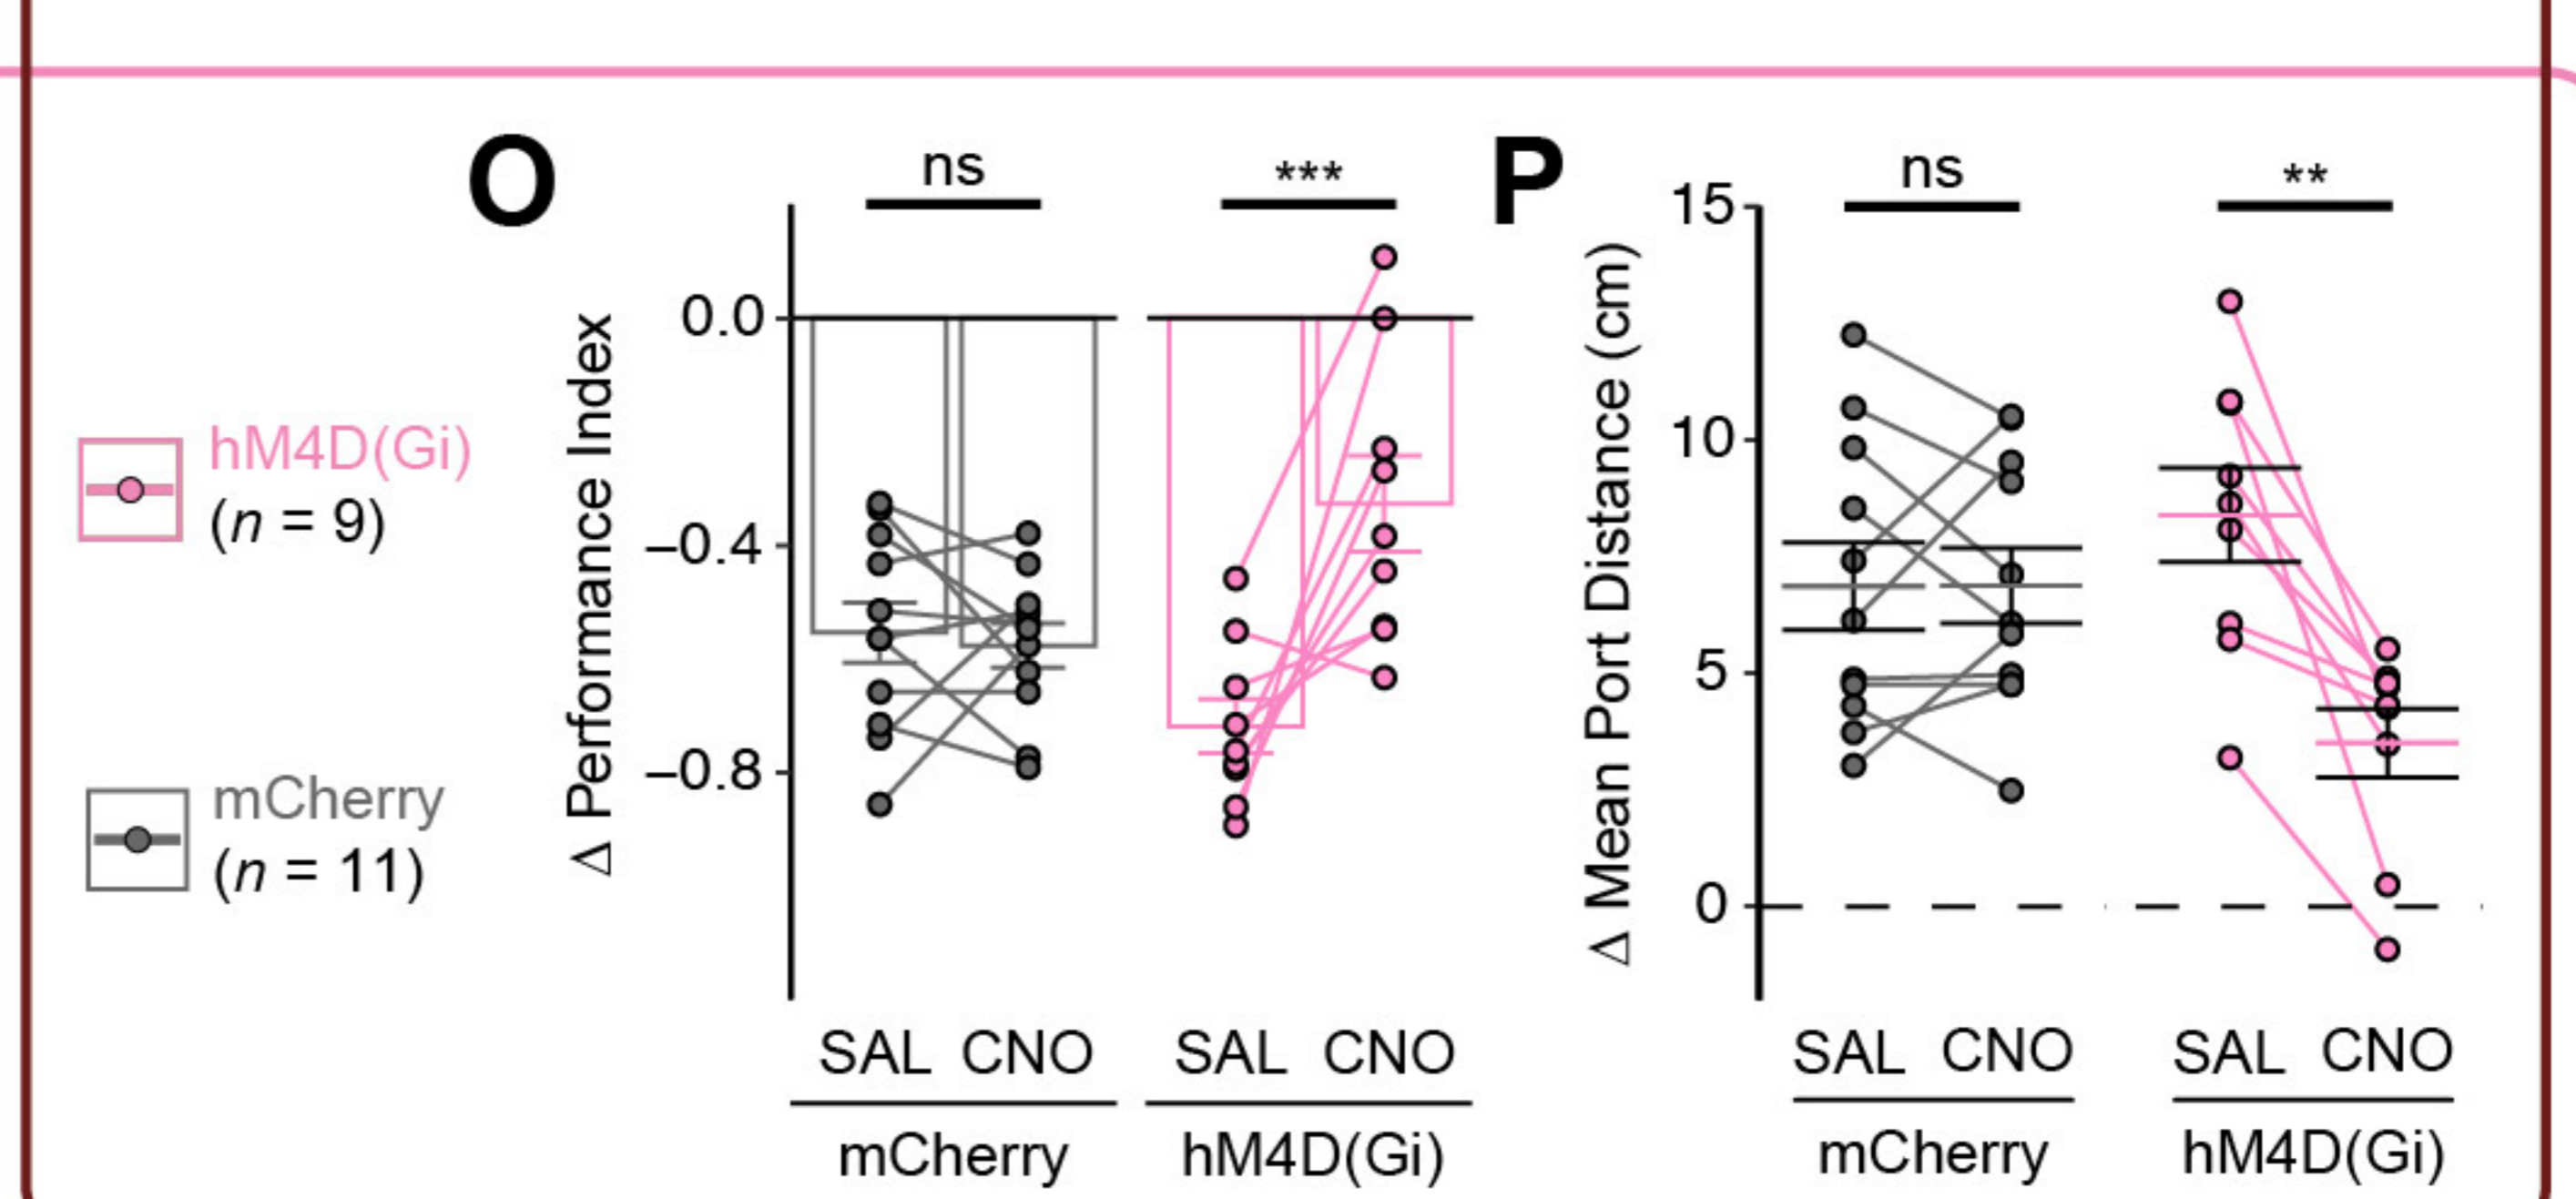 hM4D(Gi)
(n = 9)
mCherry
(n = 11)
O
Δ Performance Index
0.0
−0.4
−0.8
ns
***
SAL CNO SAL CNO
mCherry hM4D(Gi)
P
Δ Mean Port Distance (cm)
15
10
5
0
ns
**
SAL CNO SAL CNO
mCherry hM4D(Gi)